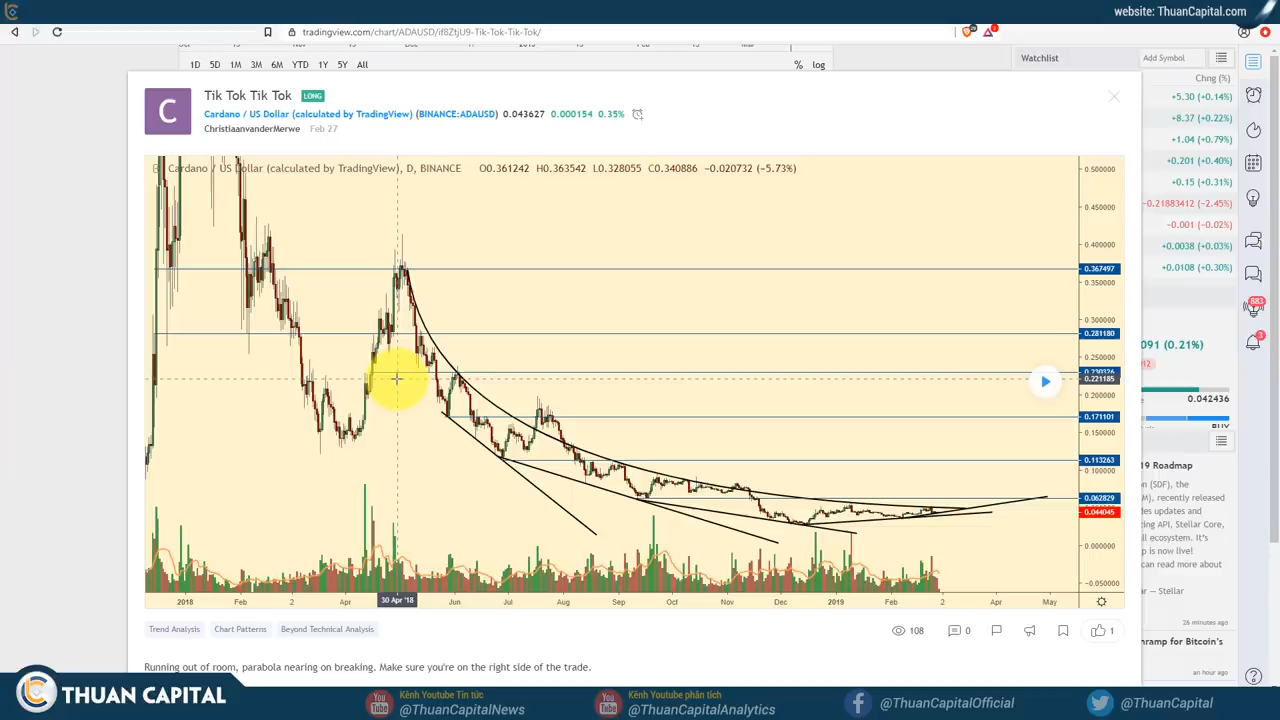 website: ThuanCapital.com
tradingview.com/chart/ADAUSD/if8ZtjU9-Tik-Tok-Tik-Tok/
1D 5D 1M 3M 6M YTD 1Y 5Y All
% log
Watchlist
Add Symbol
Chng (%)
Tik Tok Tik Tok LONG
Cardano / US Dollar (calculated by TradingView) (BINANCE:ADAUSD) 0.043627 0.000154 0.35%
ChristiaanvanderMerwe Feb 27
C
Cardano / US Dollar (calculated by TradingView), D, BINANCE O0.361242 H0.363542 L0.328055 C0.340886 −0.020732 (−5.73%)
+5.30 (+0.14%)
+8.37 (+0.22%)
+1.04 (+0.79%)
+0.201 (+0.40%)
+0.15 (+0.31%)
-0.21883412 (−2.45%)
-0.001 (−0.02%)
+0.0038 (+0.03%)
+0.0108 (+0.30%)
883
3
091 (0.21%)
0.042436
BUY
0.500000
0.450000
0.400000
0.367497
0.350000
0.300000
0.281180
0.250000
0.230326
0.221185
0.200000
0.171101
0.150000
0.113263
0.100000
0.062829
0.044045
0.000000
−0.050000
2018 Feb 2 Apr 30 Apr '18 Jun Jul Aug Sep Oct Nov Dec 2019 Feb 2 Apr May
19 Roadmap
n (SDF), the
), recently released
des updates and
ng API, Stellar Core,
ll ecosystem. It's
p is now live!
can read more about
— Stellar
26 minutes ago
nramp for Bitcoin's
an hour ago
Trend Analysis Chart Patterns Beyond Technical Analysis
108 0 1
Running out of room, parabola nearing on breaking. Make sure you're on the right side of the trade.
THUAN CAPITAL
Kênh Youtube Tin tức
@ThuanCapitalNews
Kênh Youtube phân tích
@ThuanCapitalAnalytics
@ThuanCapitalOfficial
@ThuanCapital